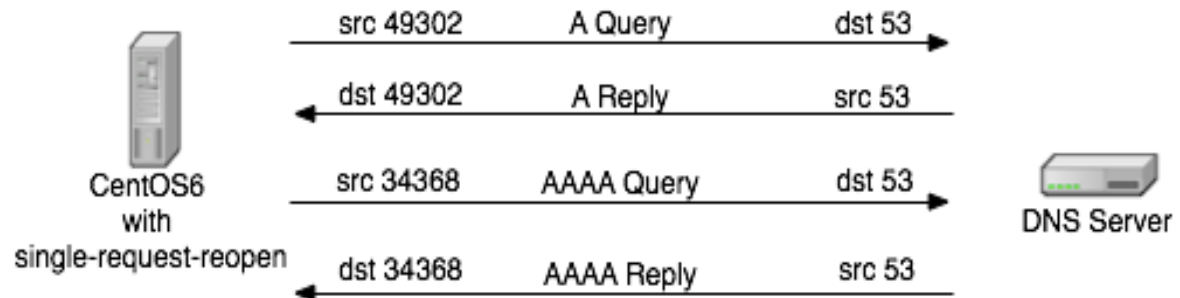 src 49302 A Query dst 53
dst 49302 A Reply src 53
src 34368 AAAA Query dst 53
dst 34368 AAAA Reply src 53
CentOS6
with
single-request-reopen
DNS Server